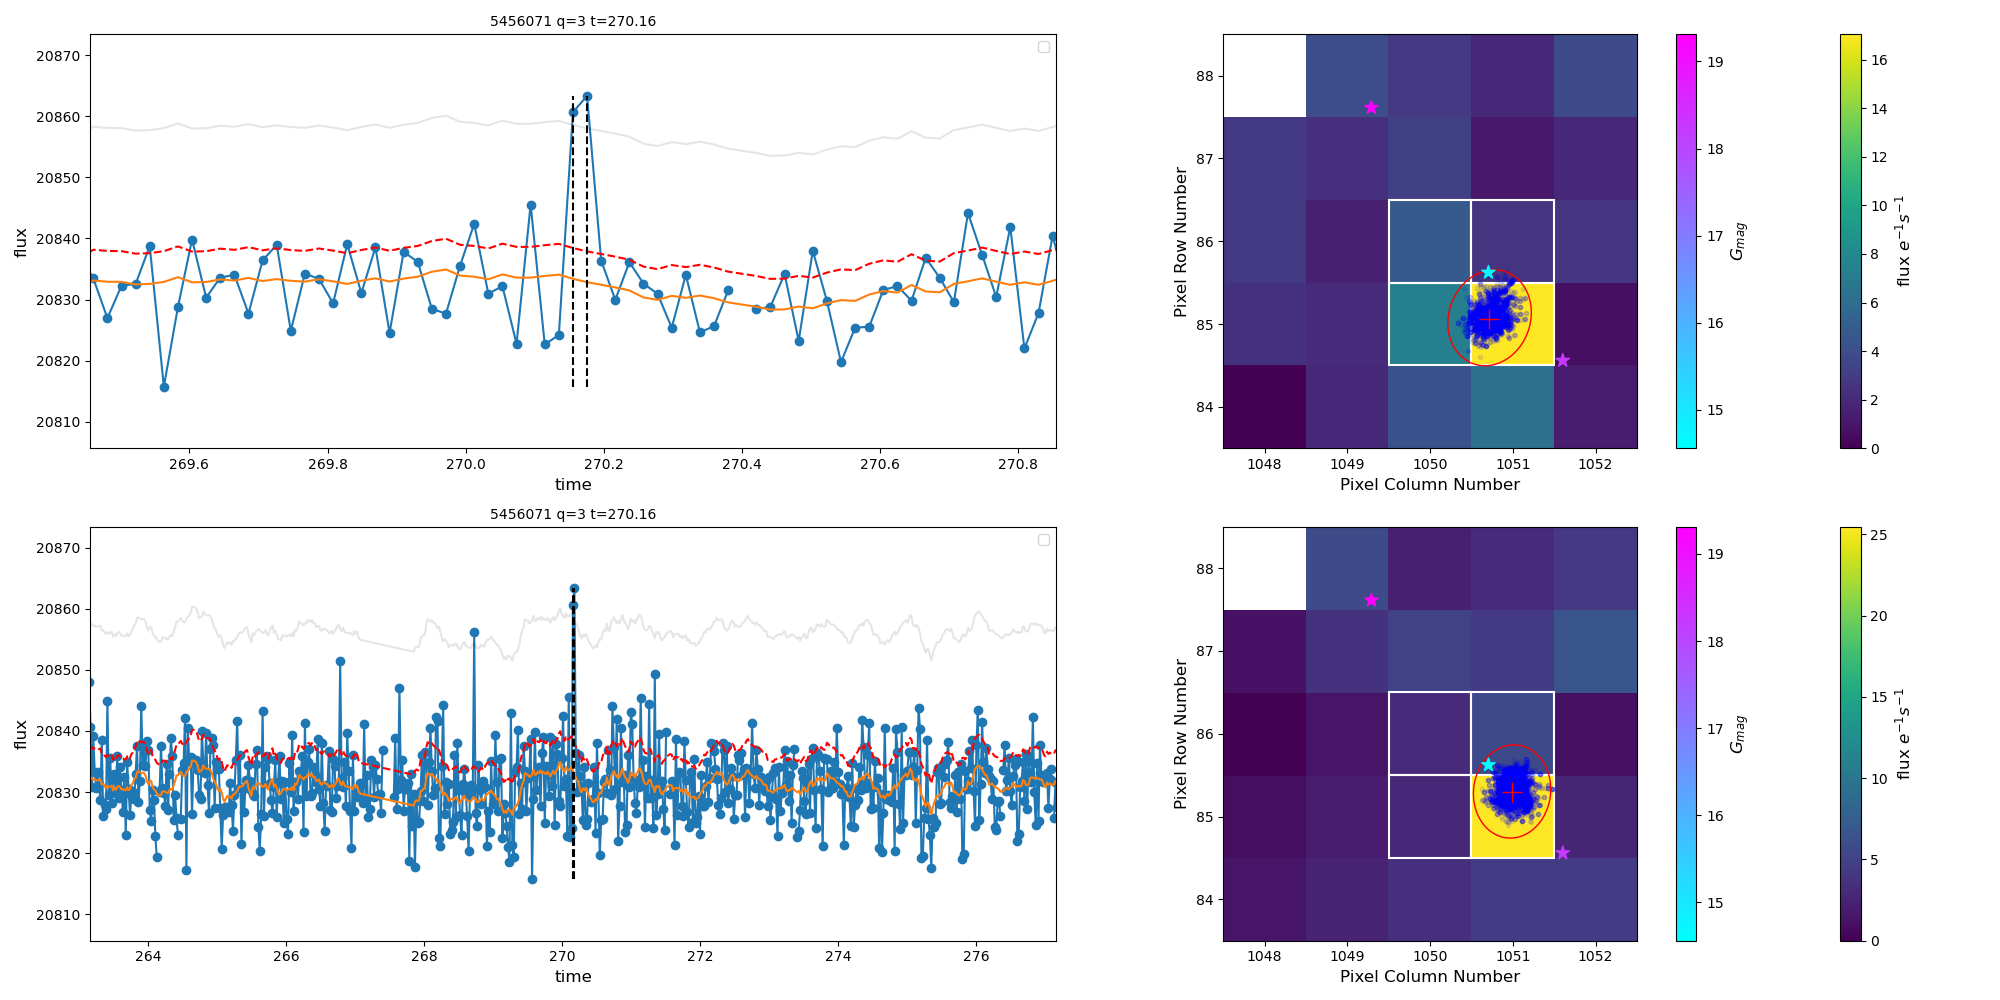 5456071 q=3 t=270.16
flux
20870
20860
20850
20840
20830
20820
20810
269.6 269.8 270.0 270.2 270.4 270.6 270.8
time
Pixel Row Number
88
87
86
85
84
1048 1049 1050 1051 1052
Pixel Column Number
19
18
17
16
15
G_mag
16
14
12
10
8
6
4
2
0
flux e⁻¹s⁻¹
5456071 q=3 t=270.16
flux
20870
20860
20850
20840
20830
20820
20810
264 266 268 270 272 274 276
time
Pixel Row Number
88
87
86
85
84
1048 1049 1050 1051 1052
Pixel Column Number
19
18
17
16
15
G_mag
25
20
15
10
5
0
flux e⁻¹s⁻¹